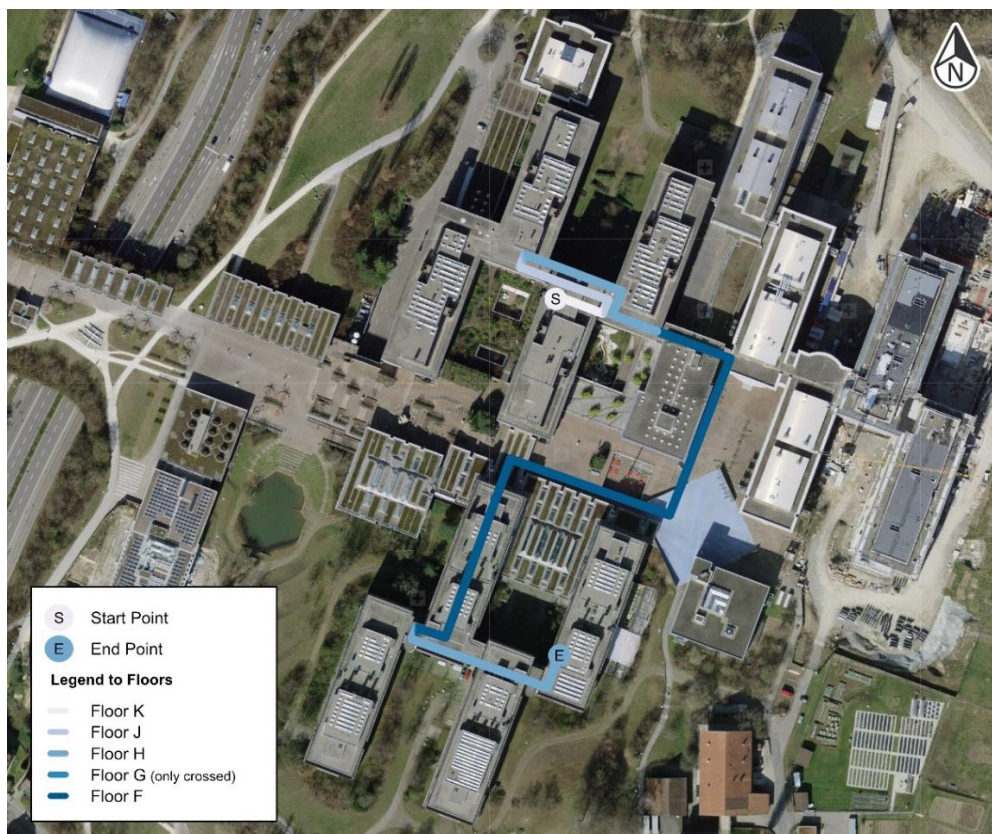 N
S
E
S Start Point
E End Point
Legend to Floors
Floor K
Floor J
Floor H
Floor G (only crossed)
Floor F